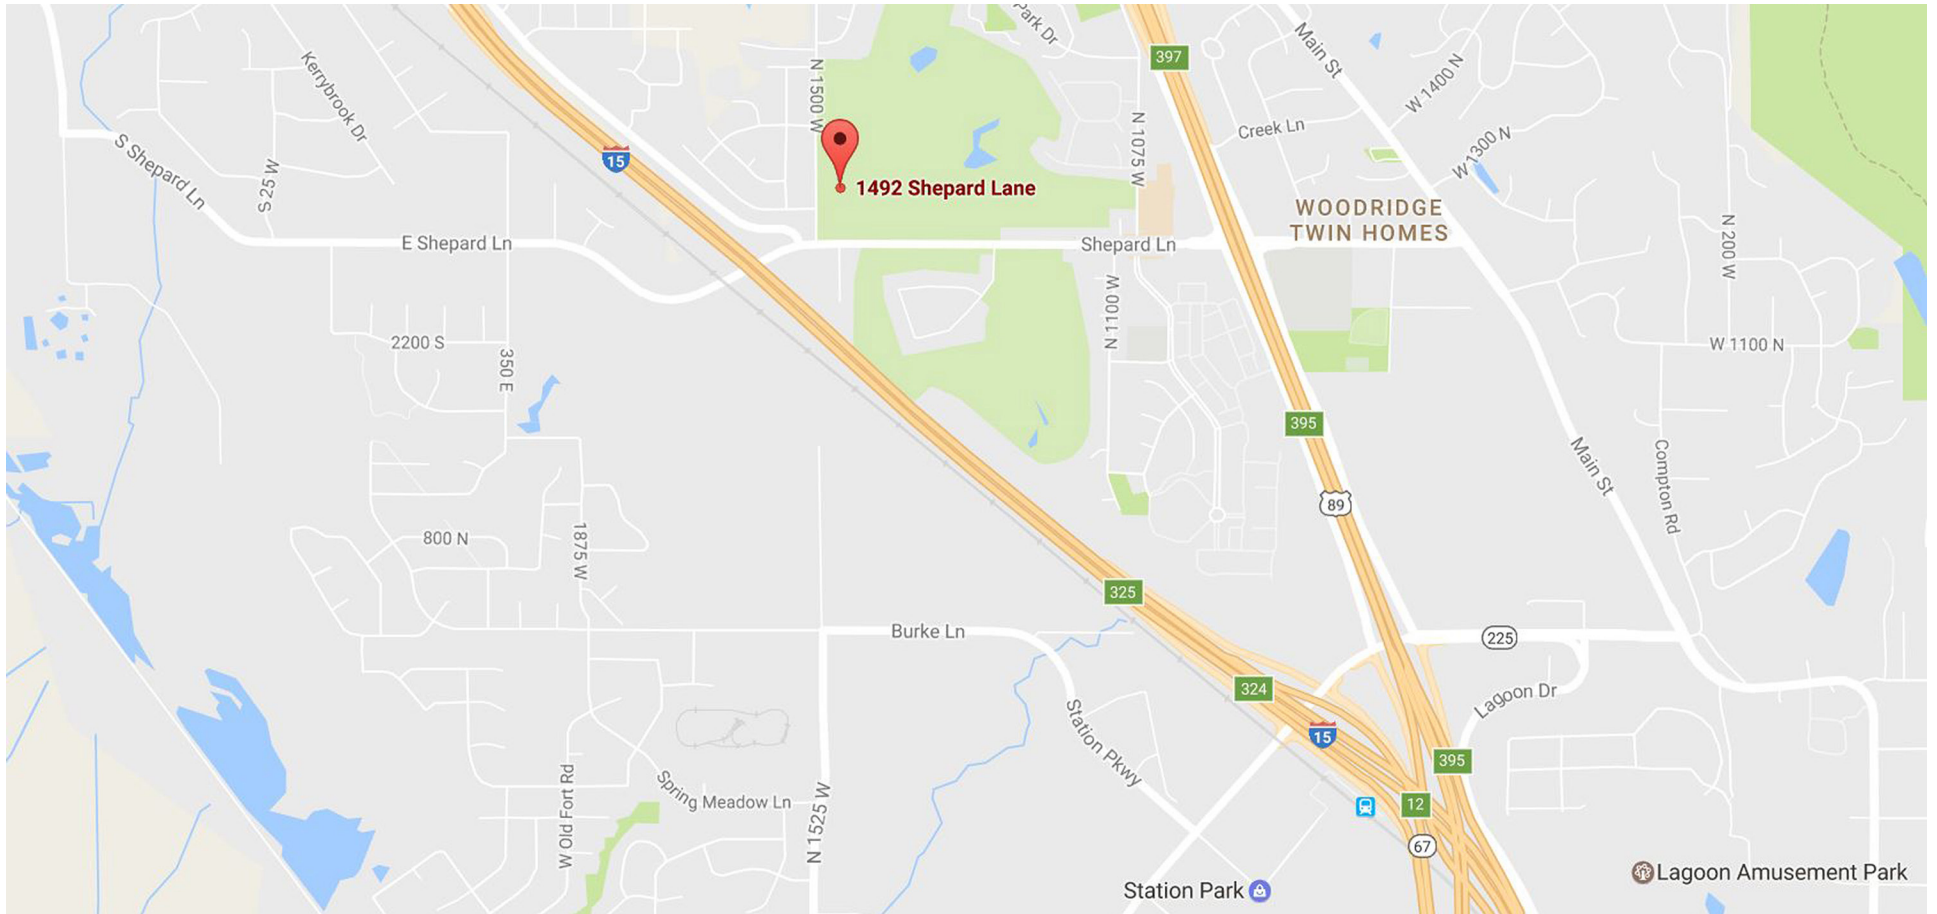 Park Dr
Main St
397
Kerrybrook Dr
N 1500 W
W 1400 N
N 1075 W
Creek Ln
W 1300 N
S Shepard Ln
15
S 25 W
1492 Shepard Lane
WOODRIDGE
TWIN HOMES
N 200 W
E Shepard Ln
Shepard Ln
N 1100 W
2200 S
350 E
W 1100 N
395
Main St
Compton Rd
89
800 N
1875 W
325
Burke Ln
225
324
Lagoon Dr
Station Pkwy
15
395
Spring Meadow Ln
W Old Fort Rd
N 1525 W
12
67
Lagoon Amusement Park
Station Park